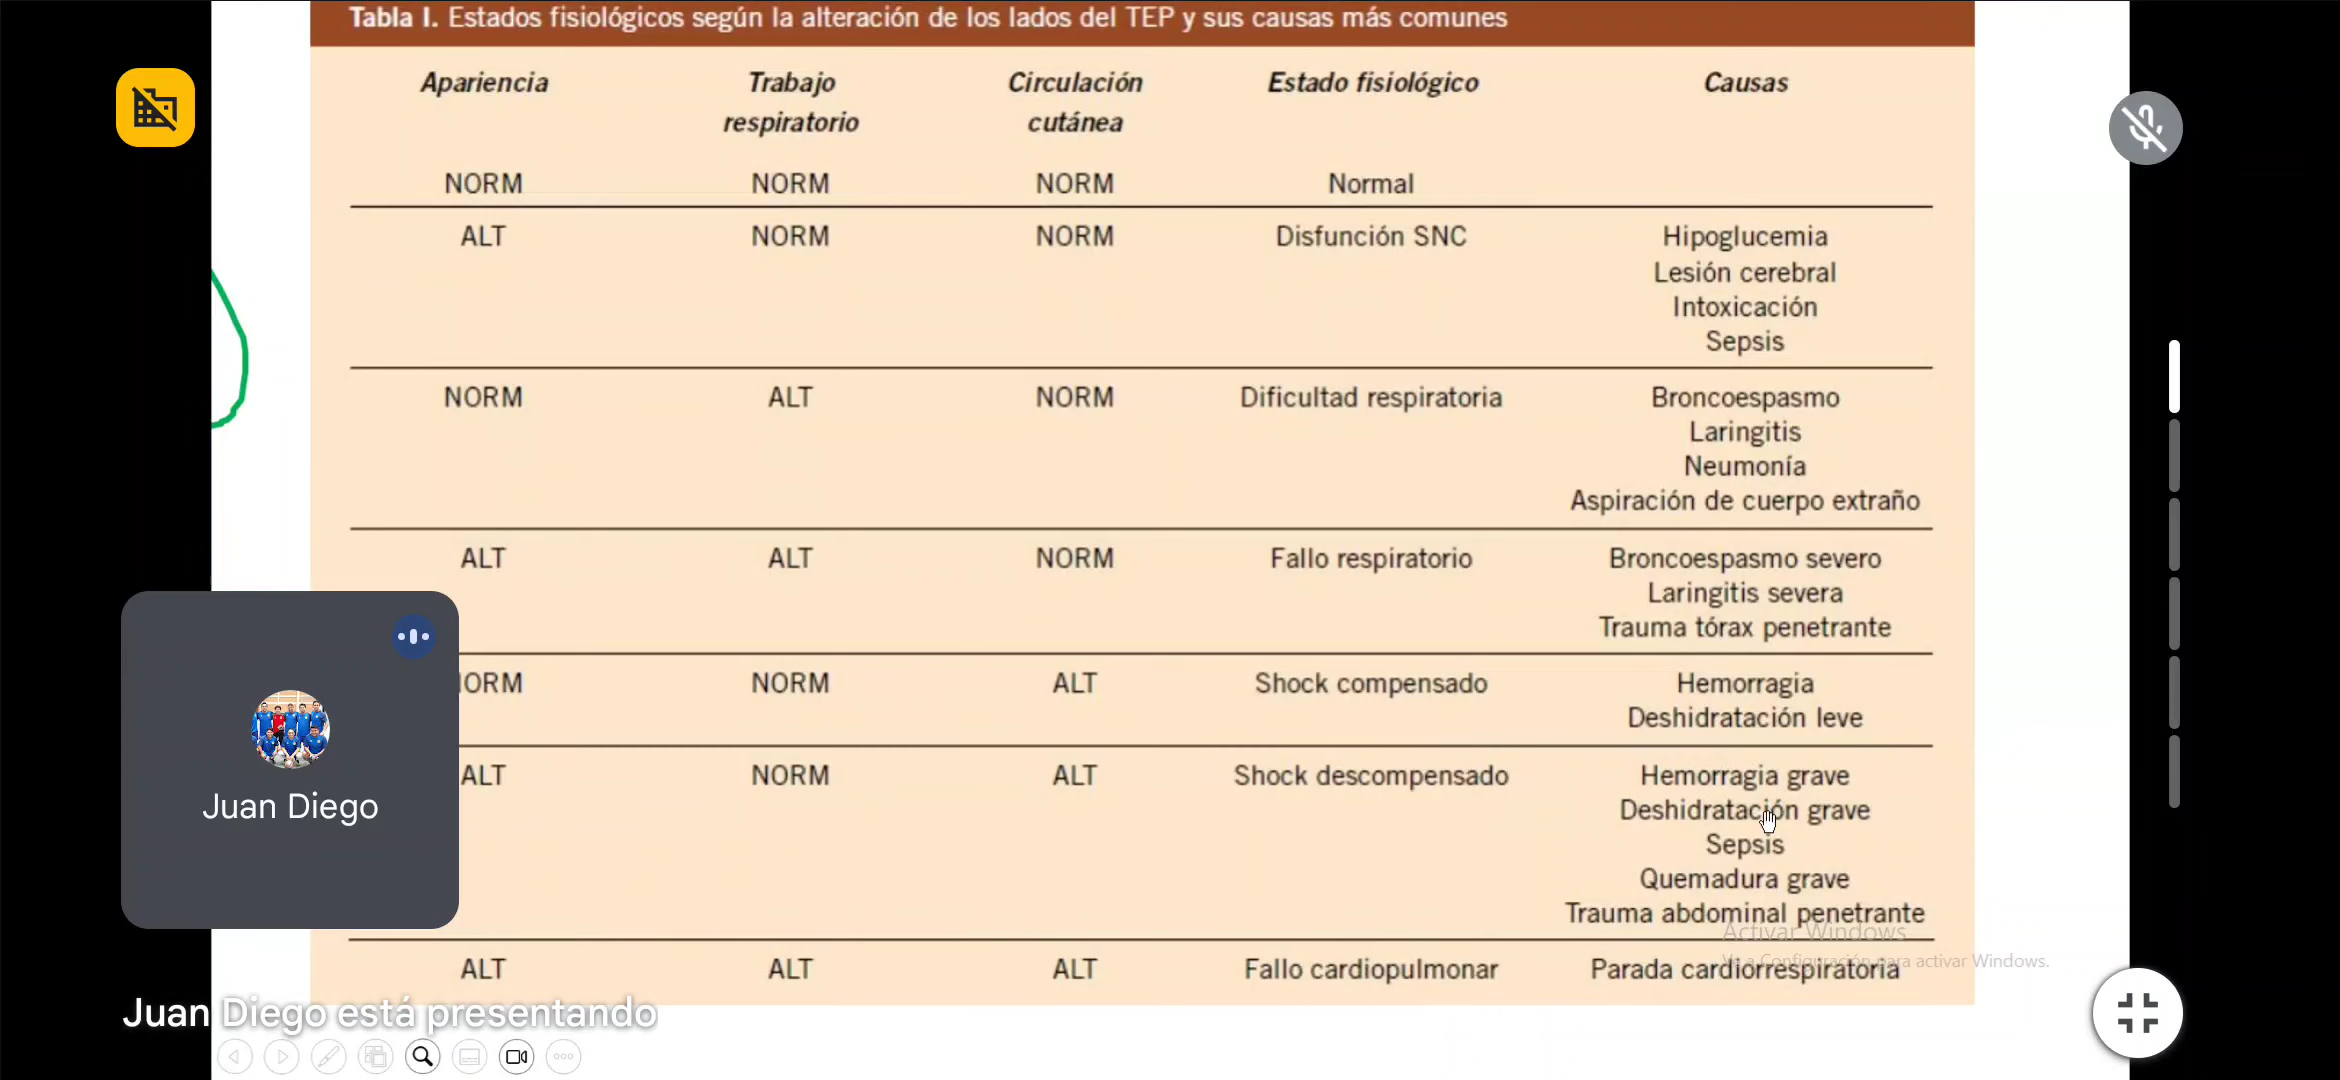 Tabla I. Estados fisiológicos según la alteración de los lados del TEP y sus causas más comunes
Apariencia Trabajo respiratorio Circulación cutánea Estado fisiológico Causas
NORM NORM NORM Normal
ALT NORM NORM Disfunción SNC Hipoglucemia
Lesión cerebral
Intoxicación
Sepsis
NORM ALT NORM Dificultad respiratoria Broncoespasmo
Laringitis
Neumonía
Aspiración de cuerpo extraño
ALT ALT NORM Fallo respiratorio Broncoespasmo severo
Laringitis severa
Trauma tórax penetrante
ORM NORM ALT Shock compensado Hemorragia
Deshidratación leve
ALT NORM ALT Shock descompensado Hemorragia grave
Deshidratación grave
Sepsis
Quemadura grave
Trauma abdominal penetrante
ALT ALT ALT Fallo cardiopulmonar Parada cardiorrespiratoria
Activar Windows
Ve a Configuración para activar Windows.
Juan Diego
Juan Diego está presentando